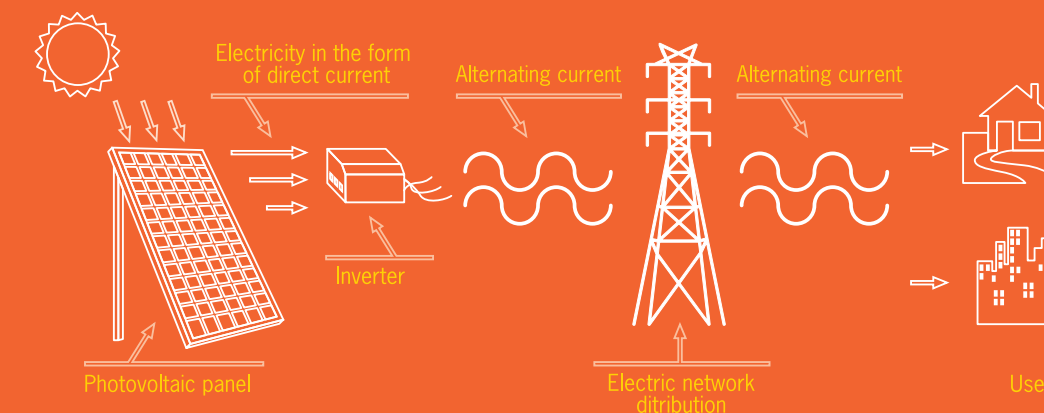 Electricity in the form
of direct current
Alternating current
Alternating current
Inverter
Photovoltaic panel
Electric network
ditribution
Use